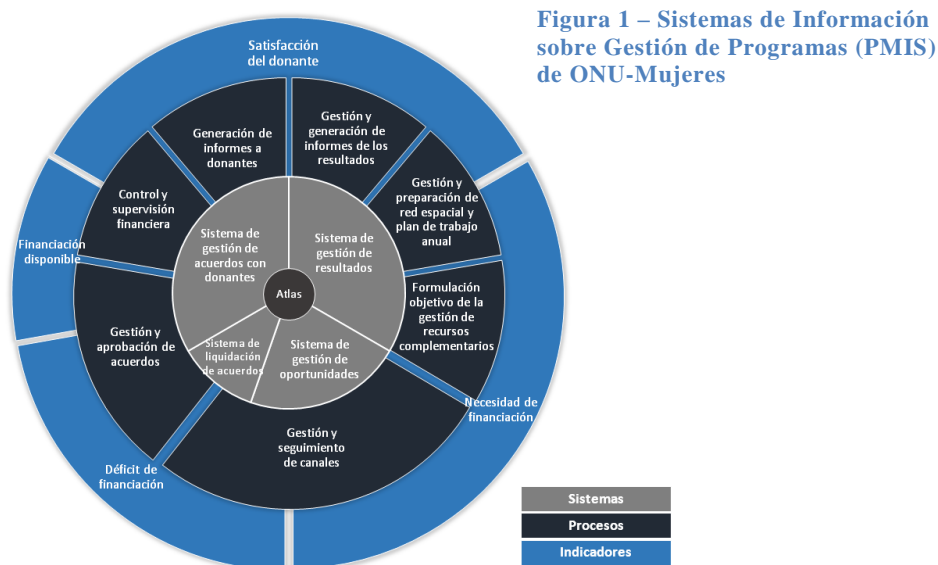 Figura 1 – Sistemas de Información
sobre Gestión de Programas (PMIS)
de ONU-Mujeres
Satisfacción
del donante
Generación de
informes a
donantes
Gestión y
generación de
informes de los
resultados
Control y
supervisión
financiera
Gestión y
preparación de
red espacial y
plan de trabajo
anual
Financiación
disponible
Sistema de
gestión de
acuerdos con
donantes
Sistema de
gestión de
resultados
Atlas
Formulación
objetivo de la
gestión de
recursos
complementarios
Gestión y
aprobación de
acuerdos
Sistema de
liquidación
de acuerdos
Sistema de
gestión de
oportunidades
Necesidad de
financiación
Gestión y
seguimiento
de canales
Déficit de
financiación
Sistemas
Procesos
Indicadores